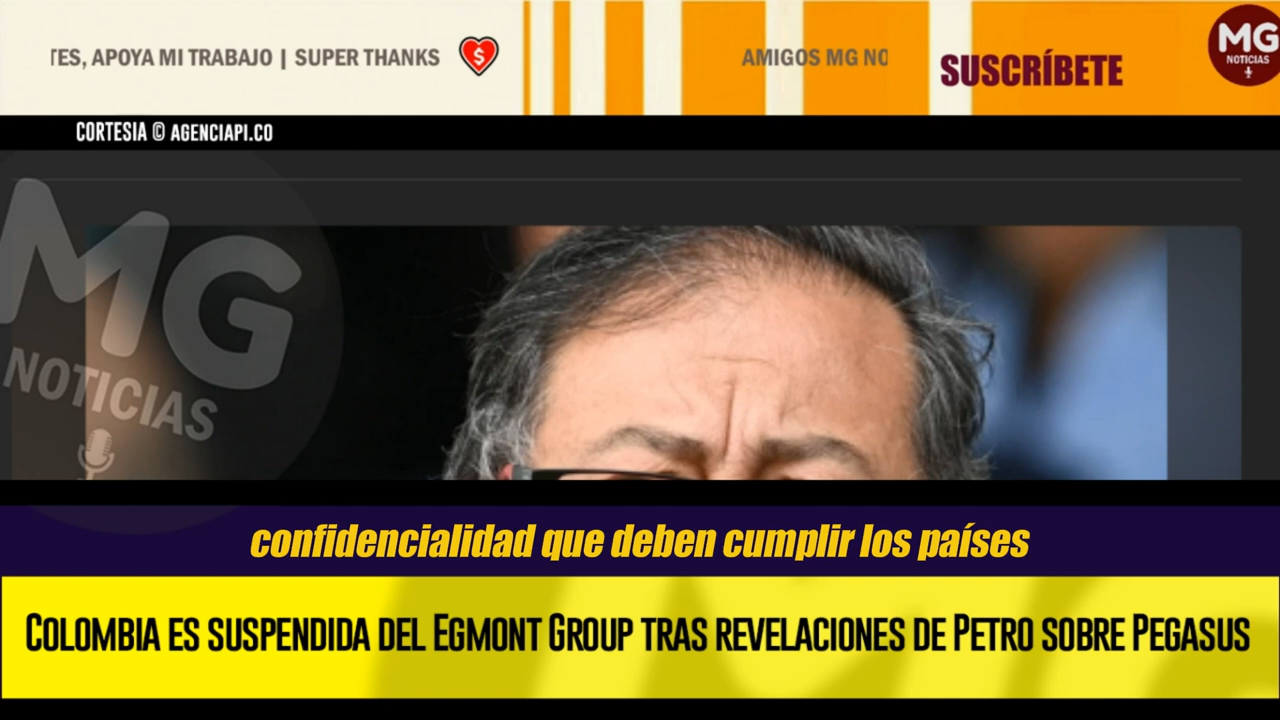 TES, APOYA MI TRABAJO | SUPER THANKS
$
AMIGOS MG NO
SUSCRÍBETE
MG
NOTICIAS
CORTESIA © AGENCIAPI.CO
MG
NOTICIAS
confidencialidad que deben cumplir los países
COLOMBIA ES SUSPENDIDA DEL EGMONT GROUP TRAS REVELACIONES DE PETRO SOBRE PEGASUS